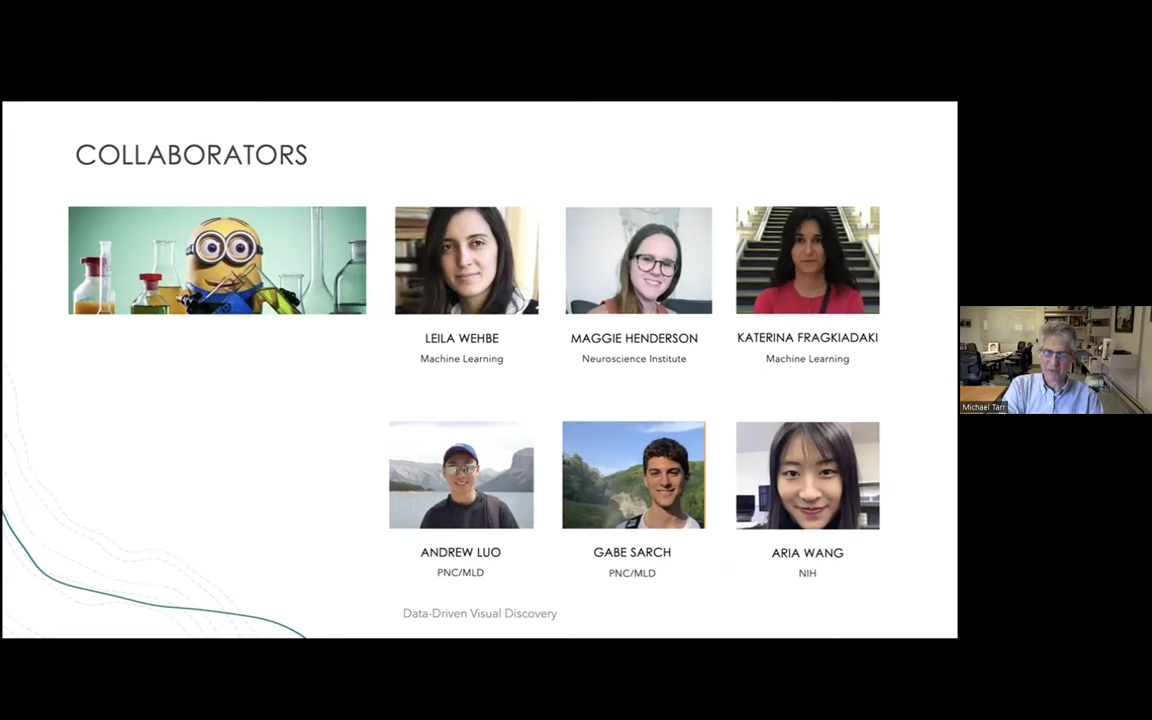 COLLABORATORS
LEILA WEHBE
Machine Learning
MAGGIE HENDERSON
Neuroscience Institute
KATERINA FRAGKIADAKI
Machine Learning
ANDREW LUO
PNC/MLD
GABE SARCH
PNC/MLD
ARIA WANG
NIH
Data-Driven Visual Discovery
Michael Tarr